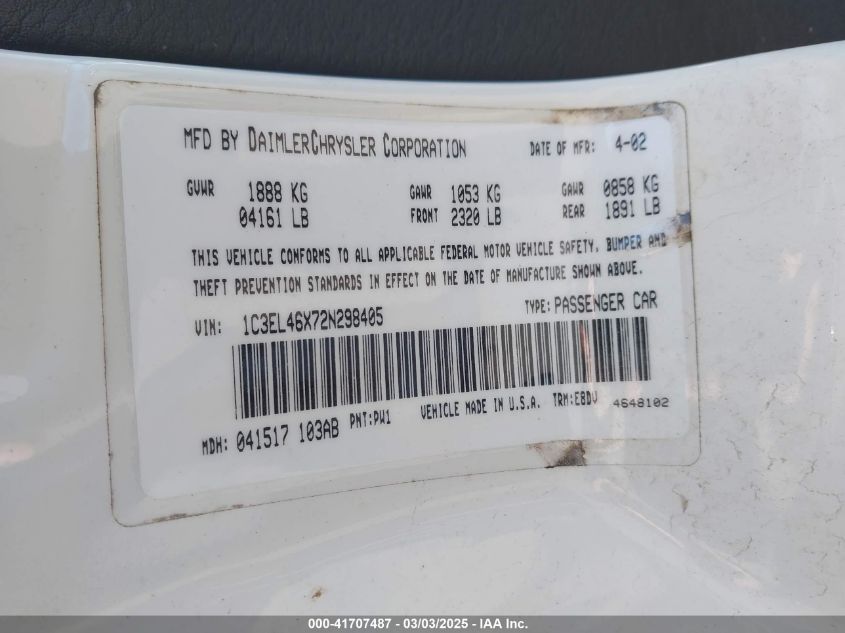 MFD BY DAIMLERCHRYSLER CORPORATION DATE OF MFR: 4-02
GVWR 1888 KG GAWR 1053 KG GAWR 0858 KG
04161 LB FRONT 2320 LB REAR 1891 LB
THIS VEHICLE CONFORMS TO ALL APPLICABLE FEDERAL MOTOR VEHICLE SAFETY, BUMPER AND
THEFT PREVENTION STANDARDS IN EFFECT ON THE DATE OF MANUFACTURE SHOWN ABOVE.
VIN: 1C3EL46X72N298405 TYPE: PASSENGER CAR
MDH: 041517 103AB PNT: PW1 VEHICLE MADE IN U.S.A. TRM: E8DV 4648102
000-41707487 - 03/03/2025 - IAA Inc.